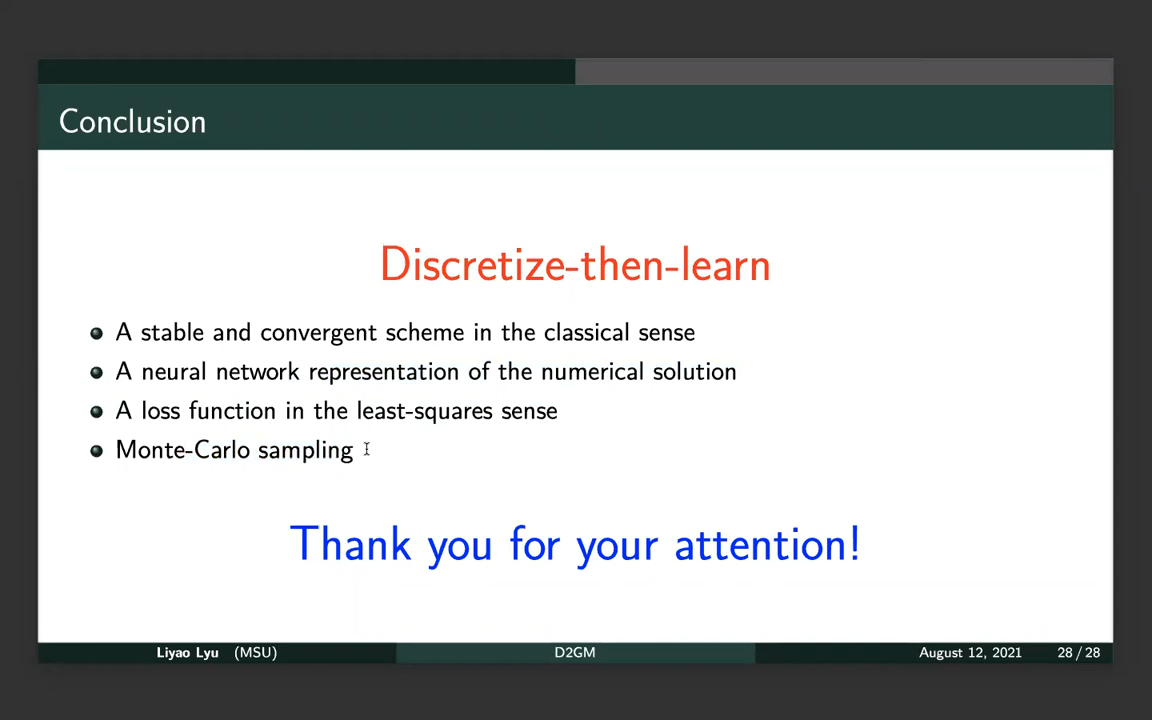 Conclusion
Discretize-then-learn
A stable and convergent scheme in the classical sense
A neural network representation of the numerical solution
A loss function in the least-squares sense
Monte-Carlo sampling
Thank you for your attention!
Liyao Lyu (MSU) D2GM August 12, 2021 28 / 28